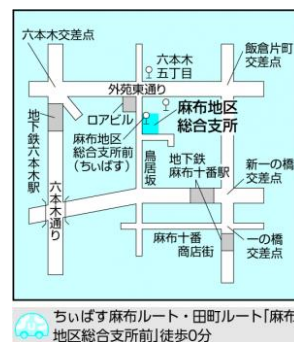 六本木交差点
六本木
五丁目
飯倉片町
交差点
外苑東通り
ロアビル
麻布地区
総合支所
麻布地区
総合支所前
(ちぃばす)
地下鉄六本木駅
六本木通り
鳥居坂
地下鉄
麻布十番駅
新一の橋
交差点
麻布十番
商店街
一の橋
交差点
ちぃばす麻布ルート・田町ルート「麻布
地区総合支所前」徒歩0分